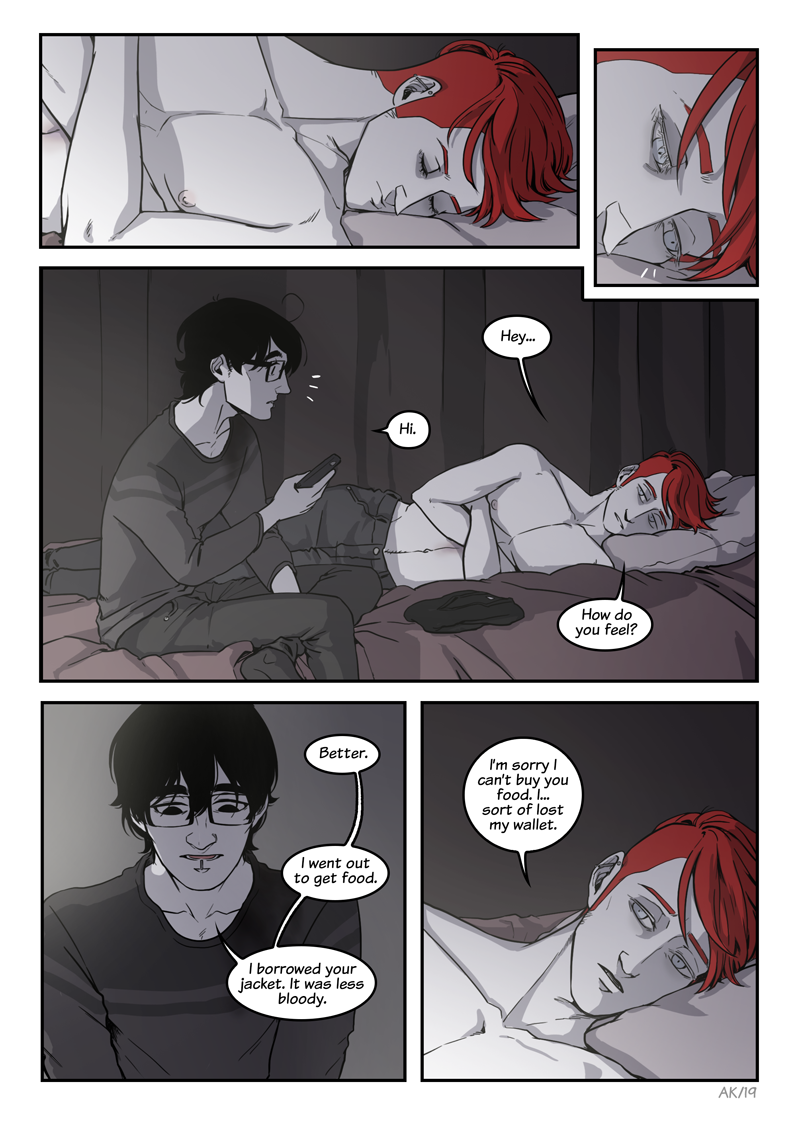 Hey...
Hi.
How do
you feel?
Better.
I went out
to get food.
I borrowed your
jacket. It was less
bloody.
I'm sorry I
can't buy you
food. I...
sort of lost
my wallet.
AK/19